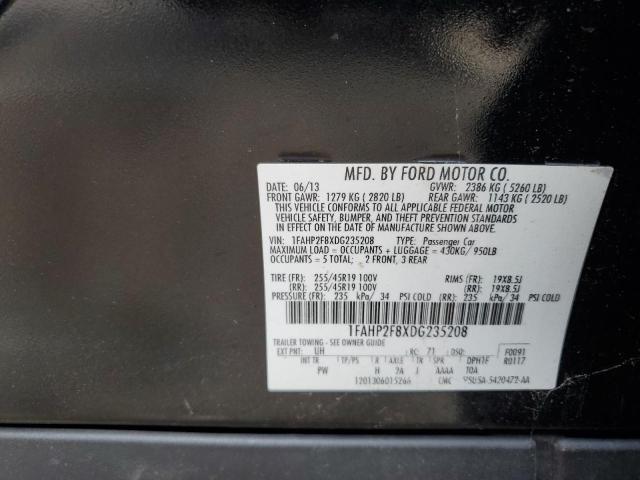 MFD. BY FORD MOTOR CO.
DATE: 06/13 GVWR: 2386 KG ( 5260 LB)
FRONT GAWR: 1279 KG ( 2820 LB) REAR GAWR: 1143 KG ( 2520 LB)
THIS VEHICLE CONFORMS TO ALL APPLICABLE FEDERAL MOTOR
VEHICLE SAFETY, BUMPER, AND THEFT PREVENTION STANDARDS
IN EFFECT ON THE DATE OF MANUFACTURE SHOWN ABOVE.
VIN: 1FAHP2F8XDG235208 TYPE: Passenger Car
MAXIMUM LOAD = OCCUPANTS + LUGGAGE = 430KG/ 950LB
OCCUPANTS = 5 TOTAL: 2 FRONT, 3 REAR
TIRE (FR): 255/45R19 100V RIMS (FR): 19X8.5J
(RR): 255/45R19 100V (RR): 19X8.5J
PRESSURE (FR): 235 kPa/ 34 PSI COLD (RR): 235 kPa/ 34 PSI COLD
1FAHP2F8XDG235208
TRAILER TOWING - SEE OWNER GUIDE
EXT PNT: UH RC: 71 DSO: F0091
INT TR TP/PS R AXLE TR SPR R0117
PW H 2A J AAAA
1201306015266 CMC 5420472-AA